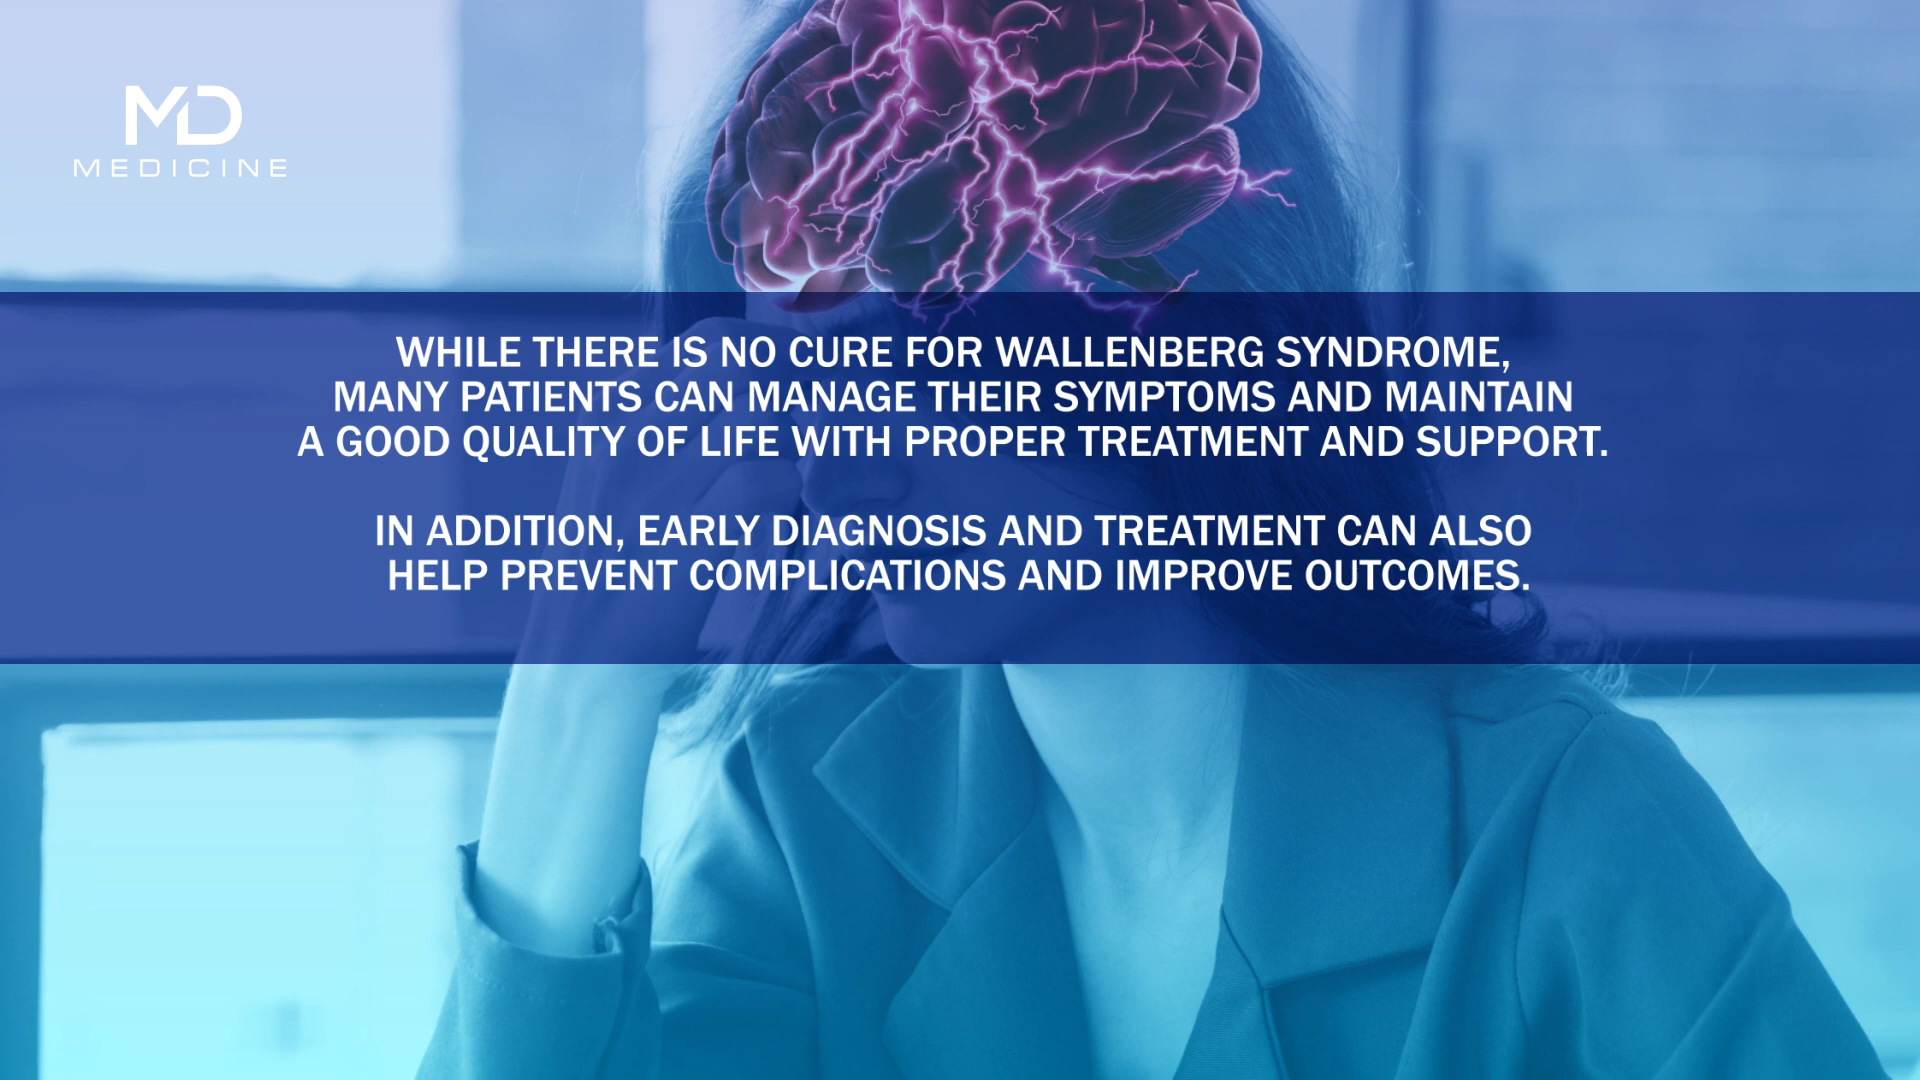 MD
MEDICINE
WHILE THERE IS NO CURE FOR WALLENBERG SYNDROME,
MANY PATIENTS CAN MANAGE THEIR SYMPTOMS AND MAINTAIN
A GOOD QUALITY OF LIFE WITH PROPER TREATMENT AND SUPPORT.
IN ADDITION, EARLY DIAGNOSIS AND TREATMENT CAN ALSO
HELP PREVENT COMPLICATIONS AND IMPROVE OUTCOMES.